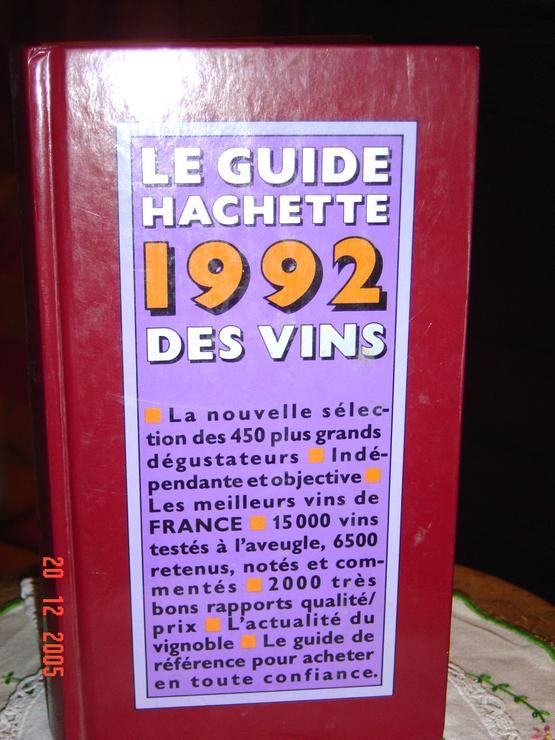 LE GUIDE
HACHETTE
1992
DES VINS
La nouvelle sélec-
tion des 450 plus grands
dégustateurs Indé-
pendante et objective
Les meilleurs vins de
FRANCE 15 000 vins
testés à l'aveugle, 6500
retenus, notés et com-
mentés 2000 très
bons rapports qualité/
prix L'actualité du
vignoble Le guide de
référence pour acheter
en toute confiance.
20 12 2005